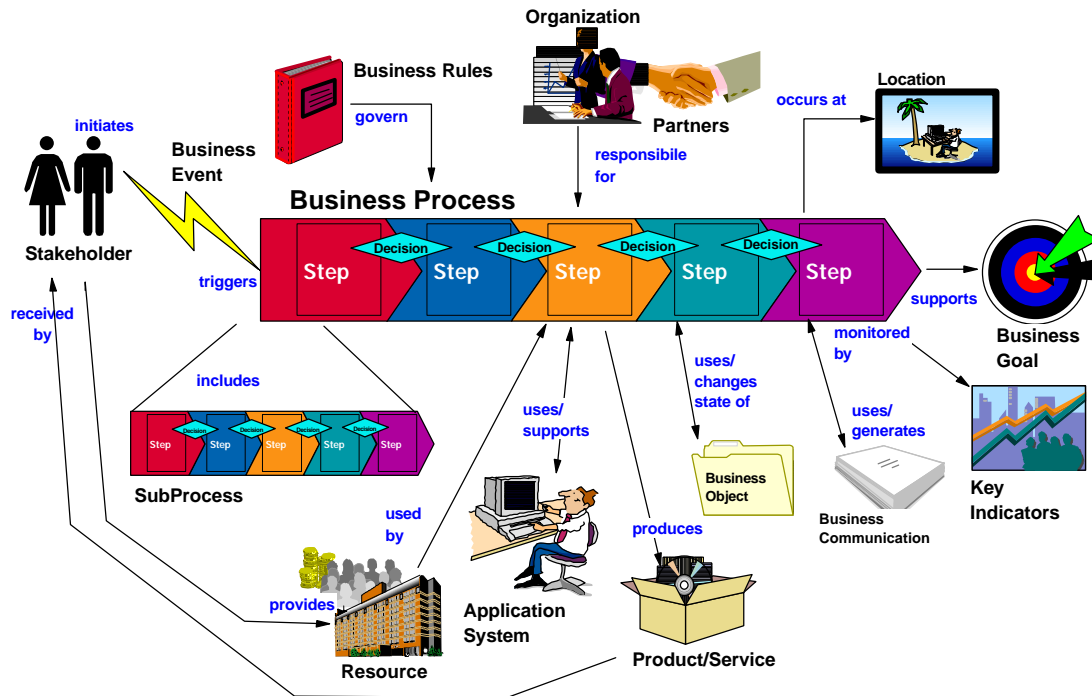 Organization
Business Rules
Location
occurs at
initiates
govern
Partners
Business
Event
responsibile
for
Business Process
Stakeholder
Decision
Decision
Decision
Decision
Step
Step
Step
Step
Step
triggers
supports
received
by
monitored
by
Business
Goal
includes
uses/
changes
state of
uses/
supports
uses/
generates
Decision
Decision
Decision
Decision
Step
Step
Step
Step
Step
Business
Object
SubProcess
Key
Indicators
used
by
produces
Business
Communication
provides
Application
System
Resource
Product/Service